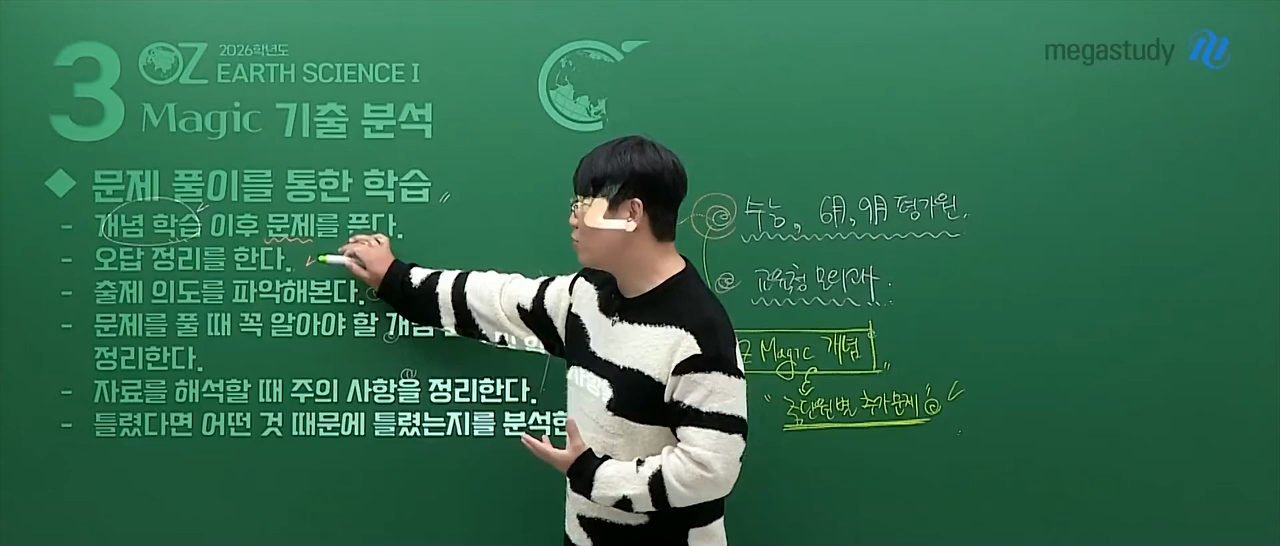 3
OZ 2026학년도
EARTH SCIENCE I
Magic 기출 분석
megastudy
◆ 문제 풀이를 통한 학습
- 개념 학습 이후 문제를 푼다.
- 오답 정리를 한다.
- 출제 의도를 파악해본다.
- 문제를 풀 때 꼭 알아야 할 개념
정리한다.
- 자료를 해석할 때 주의 사항을 정리한다.
- 틀렸다면 어떤 것 때문에 틀렸는지를 분석한
@ 수능, 6月, 9月 평가원.
@ 교육청 모의고사.
Z Magic 개념
"중단원별 추가문제"